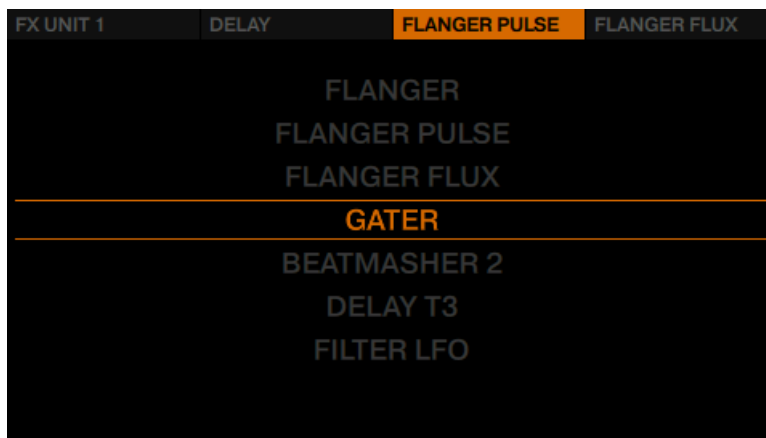 FX UNIT 1 DELAY FLANGER PULSE FLANGER FLUX
FLANGER
FLANGER PULSE
FLANGER FLUX
GATER
BEATMASHER 2
DELAY T3
FILTER LFO